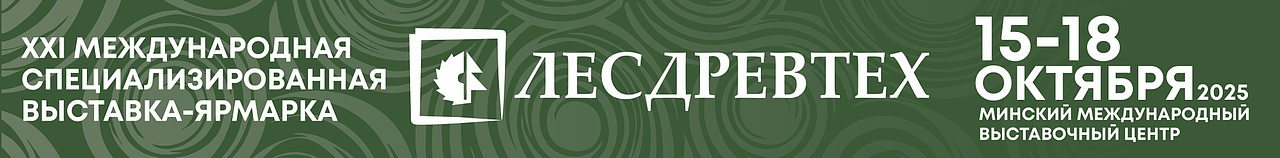 XXI МЕЖДУНАРОДНАЯ
СПЕЦИАЛИЗИРОВАННАЯ
ВЫСТАВКА-ЯРМАРКА
ЛЕСДРЕВТЕХ
15-18
ОКТЯБРЯ 2025
МИНСКИЙ МЕЖДУНАРОДНЫЙ
ВЫСТАВОЧНЫЙ ЦЕНТР